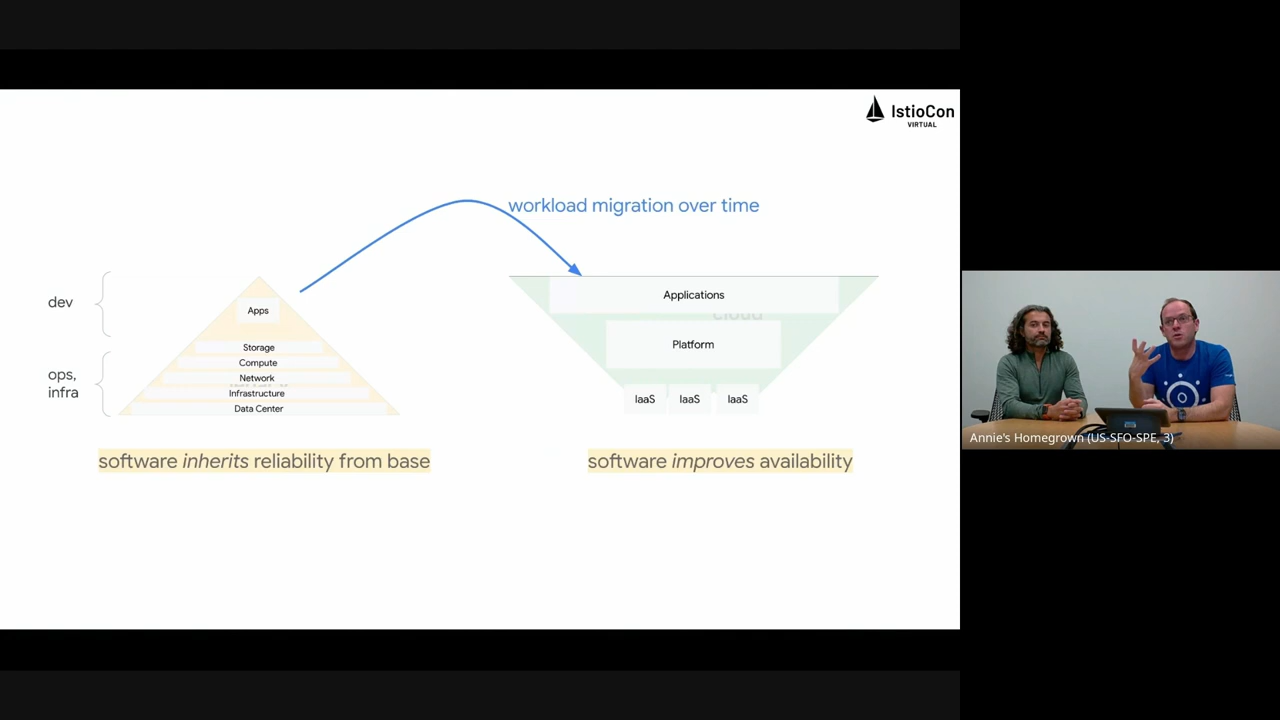 IstioCon
VIRTUAL
workload migration over time
dev
Apps
ops,
infra
Storage
Compute
Network
Infrastructure
Data Center
software inherits reliability from base
cloud
Applications
Platform
IaaS IaaS IaaS
software improves availability
Annie's Homegrown (US-SFO-SPE, 3)